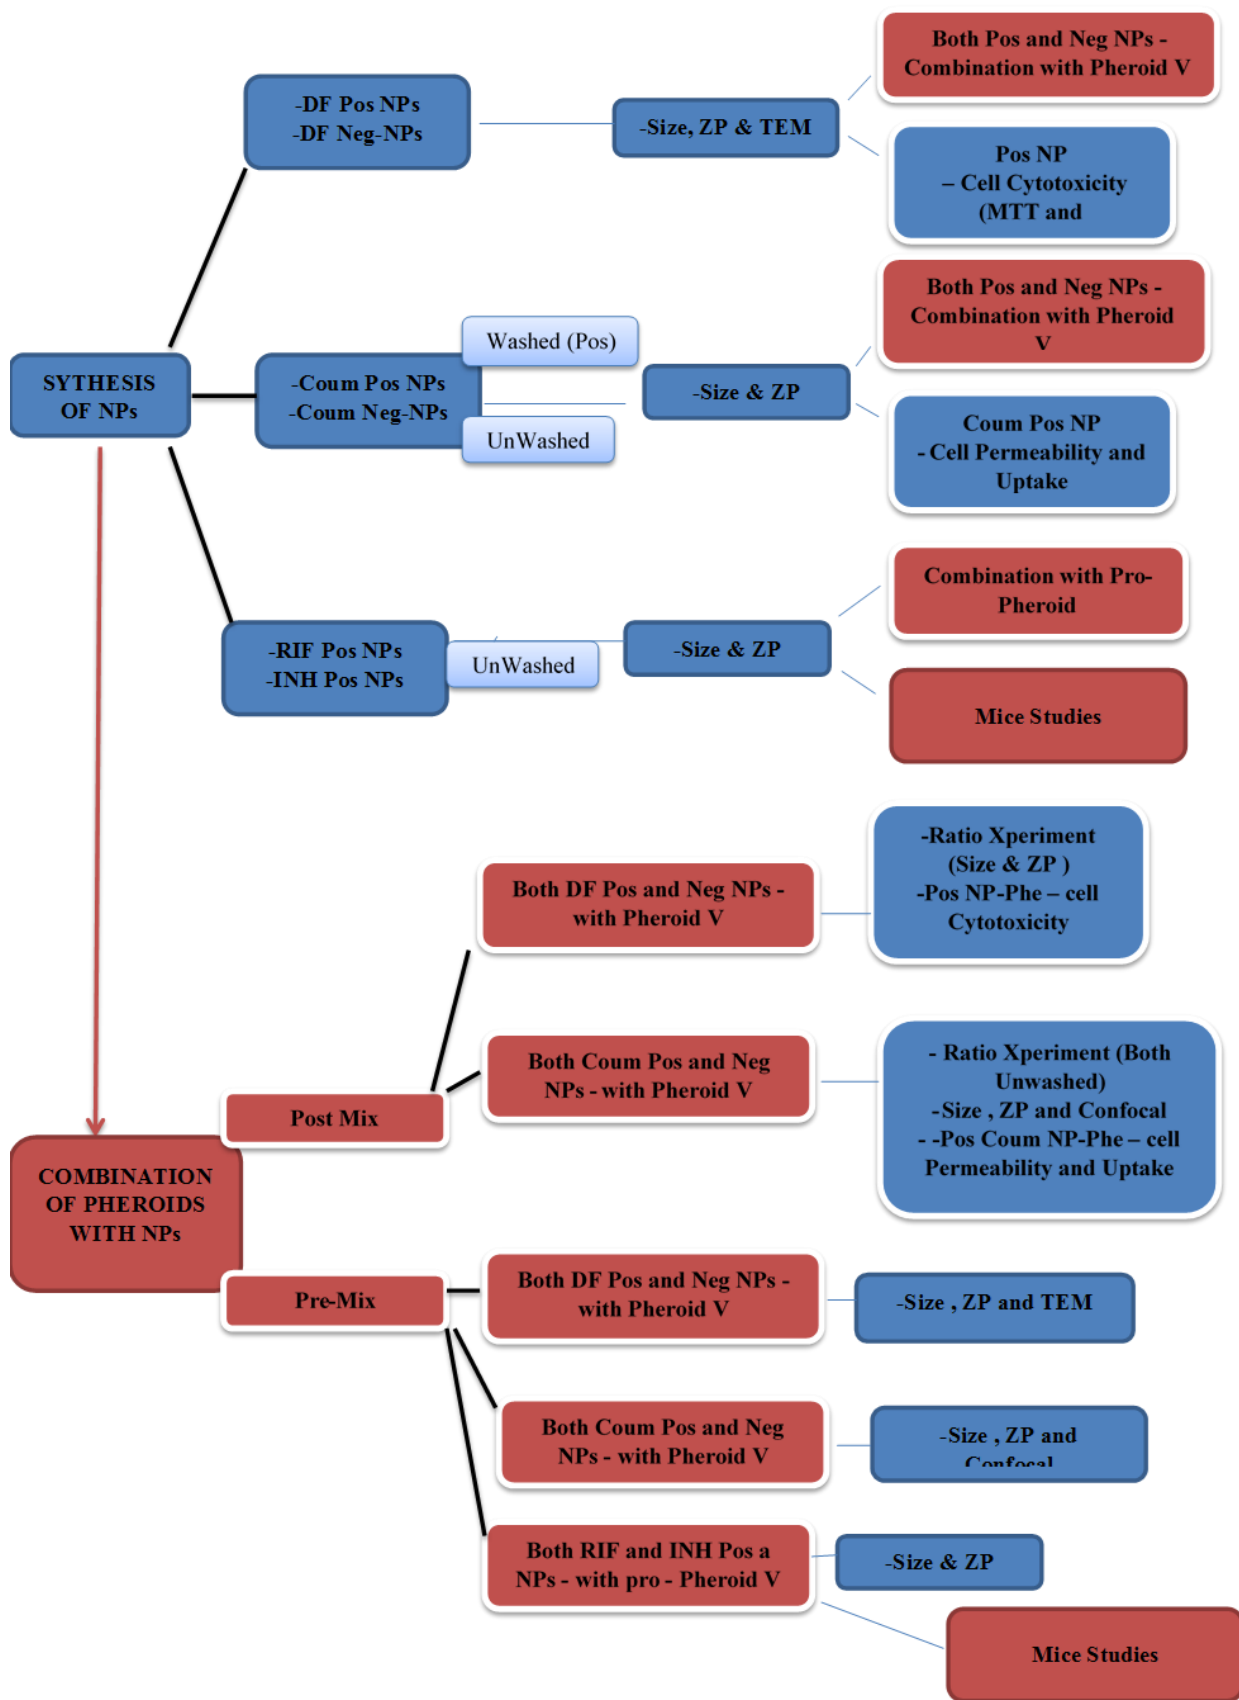 Both Pos and Neg NPs -
Combination with Pheroid V
-DF Pos NPs
-DF Neg-NPs
-Size, ZP & TEM
Pos NP
– Cell Cytotoxicity
(MTT and
Both Pos and Neg NPs -
Combination with Pheroid
V
Washed (Pos)
SYTHESIS
OF NPs
-Coum Pos NPs
-Coum Neg-NPs
-Size & ZP
UnWashed
Coum Pos NP
- Cell Permeability and
Uptake
Combination with Pro-
Pheroid
-RIF Pos NPs
-INH Pos NPs
UnWashed
-Size & ZP
Mice Studies
-Ratio Xperiment
(Size & ZP )
-Pos NP-Phe – cell
Cytotoxicity
Both DF Pos and Neg NPs -
with Pheroid V
Both Coum Pos and Neg
NPs - with Pheroid V
- Ratio Xperiment (Both
Unwashed)
-Size , ZP and Confocal
- -Pos Coum NP-Phe – cell
Permeability and Uptake
Post Mix
COMBINATION
OF PHEROIDS
WITH NPs
Pre-Mix
Both DF Pos and Neg NPs -
with Pheroid V
-Size , ZP and TEM
Both Coum Pos and Neg
NPs - with Pheroid V
-Size , ZP and
Confocal
Both RIF and INH Pos a
NPs - with pro - Pheroid V
-Size & ZP
Mice Studies